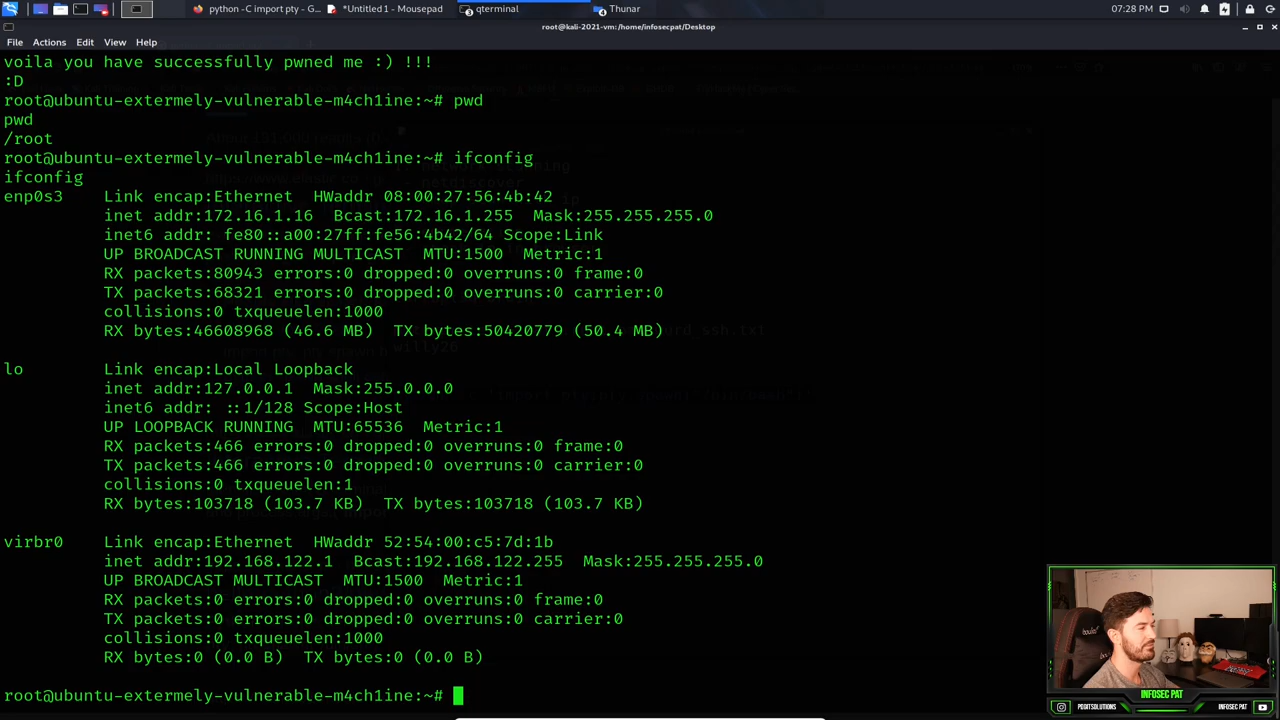 python -C import pty - G...
*Untitled 1 - Mousepad
qterminal
Thunar
07:28 PM
root@kali-2021-vm:/home/infosecpat/Desktop
File Actions Edit View Help
voila you have successfully pwned me :) !!!
:D
root@ubuntu-extermely-vulnerable-m4ch1ine:~# pwd
pwd
/root
root@ubuntu-extermely-vulnerable-m4ch1ine:~# ifconfig
ifconfig
enp0s3 Link encap:Ethernet HWaddr 08:00:27:56:4b:42
inet addr:172.16.1.16 Bcast:172.16.1.255 Mask:255.255.255.0
inet6 addr: fe80::a00:27ff:fe56:4b42/64 Scope:Link
UP BROADCAST RUNNING MULTICAST MTU:1500 Metric:1
RX packets:80943 errors:0 dropped:0 overruns:0 frame:0
TX packets:68321 errors:0 dropped:0 overruns:0 carrier:0
collisions:0 txqueuelen:1000
RX bytes:46608968 (46.6 MB) TX bytes:50420779 (50.4 MB)
lo Link encap:Local Loopback
inet addr:127.0.0.1 Mask:255.0.0.0
inet6 addr: ::1/128 Scope:Host
UP LOOPBACK RUNNING MTU:65536 Metric:1
RX packets:466 errors:0 dropped:0 overruns:0 frame:0
TX packets:466 errors:0 dropped:0 overruns:0 carrier:0
collisions:0 txqueuelen:1
RX bytes:103718 (103.7 KB) TX bytes:103718 (103.7 KB)
virbr0 Link encap:Ethernet HWaddr 52:54:00:c5:7d:1b
inet addr:192.168.122.1 Bcast:192.168.122.255 Mask:255.255.255.0
UP BROADCAST MULTICAST MTU:1500 Metric:1
RX packets:0 errors:0 dropped:0 overruns:0 frame:0
TX packets:0 errors:0 dropped:0 overruns:0 carrier:0
collisions:0 txqueuelen:1000
RX bytes:0 (0.0 B) TX bytes:0 (0.0 B)
root@ubuntu-extermely-vulnerable-m4ch1ine:~#
INFOSEC PAT
PGGITSOLUTIONS
INFOSEC PAT